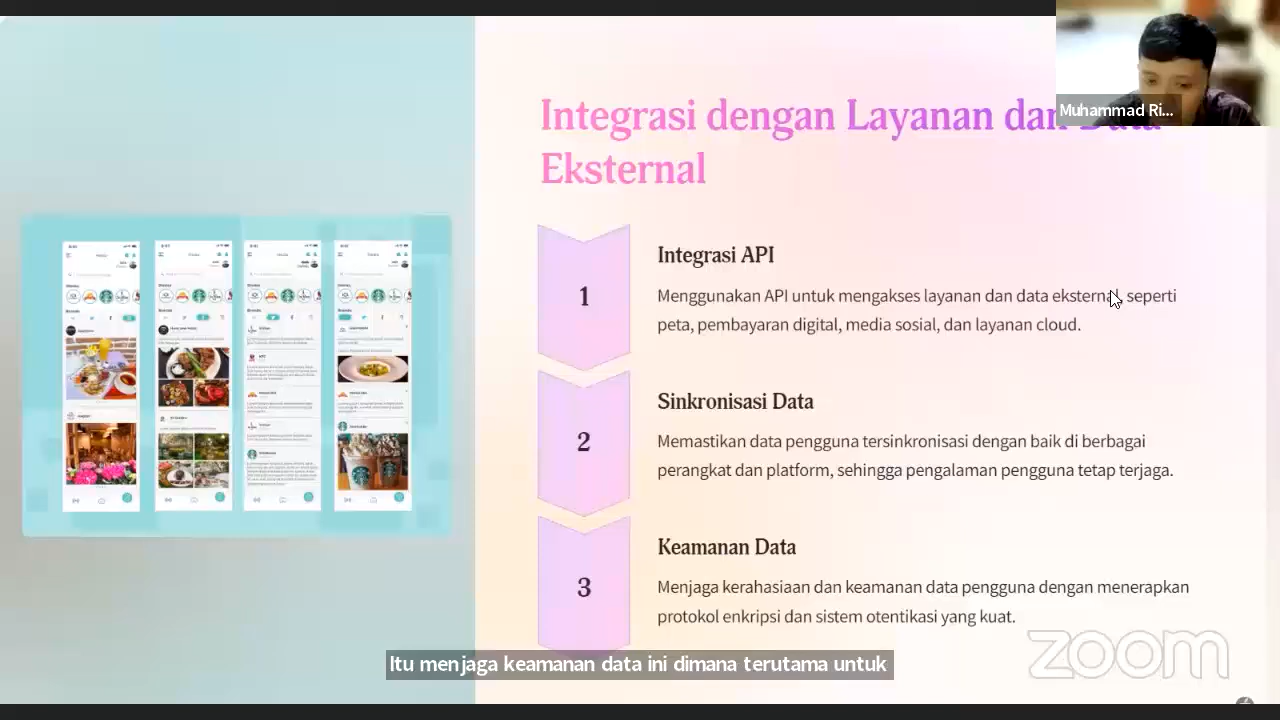 Muhammad Ri...
Integrasi dengan Layanan dan Data
Eksternal
1
Integrasi API
Menggunakan API untuk mengakses layanan dan data eksternal, seperti
peta, pembayaran digital, media sosial, dan layanan cloud.
2
Sinkronisasi Data
Memastikan data pengguna tersinkronisasi dengan baik di berbagai
perangkat dan platform, sehingga pengalaman pengguna tetap terjaga.
3
Keamanan Data
Menjaga kerahasiaan dan keamanan data pengguna dengan menerapkan
protokol enkripsi dan sistem otentikasi yang kuat.
Itu menjaga keamanan data ini dimana terutama untuk
zoom